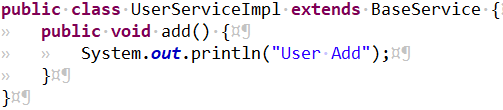 public class UserServiceImpl extends BaseService {
    public void add() {
        System.out.println("User Add");
    }
}